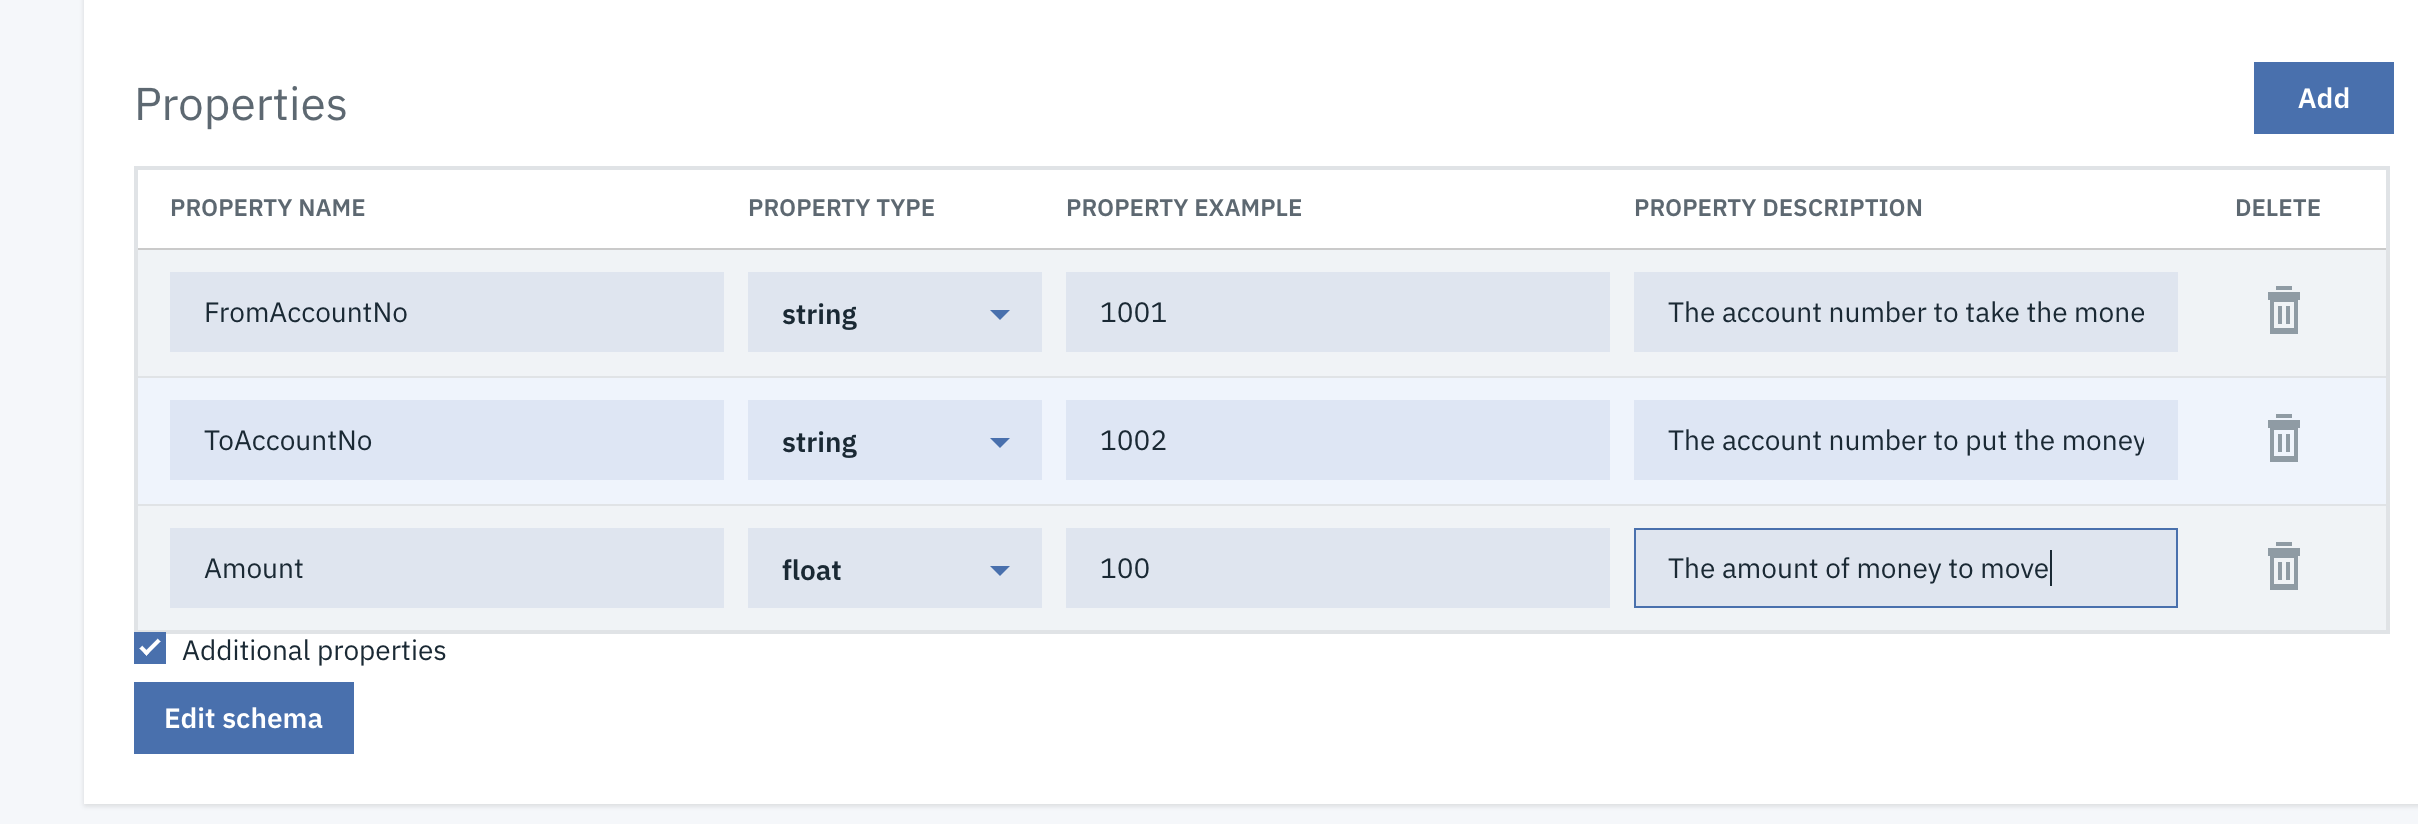 Properties
Add
PROPERTY NAME PROPERTY TYPE PROPERTY EXAMPLE PROPERTY DESCRIPTION DELETE
FromAccountNo string 1001 The account number to take the mone
ToAccountNo string 1002 The account number to put the money
Amount float 100 The amount of money to move
Additional properties
Edit schema